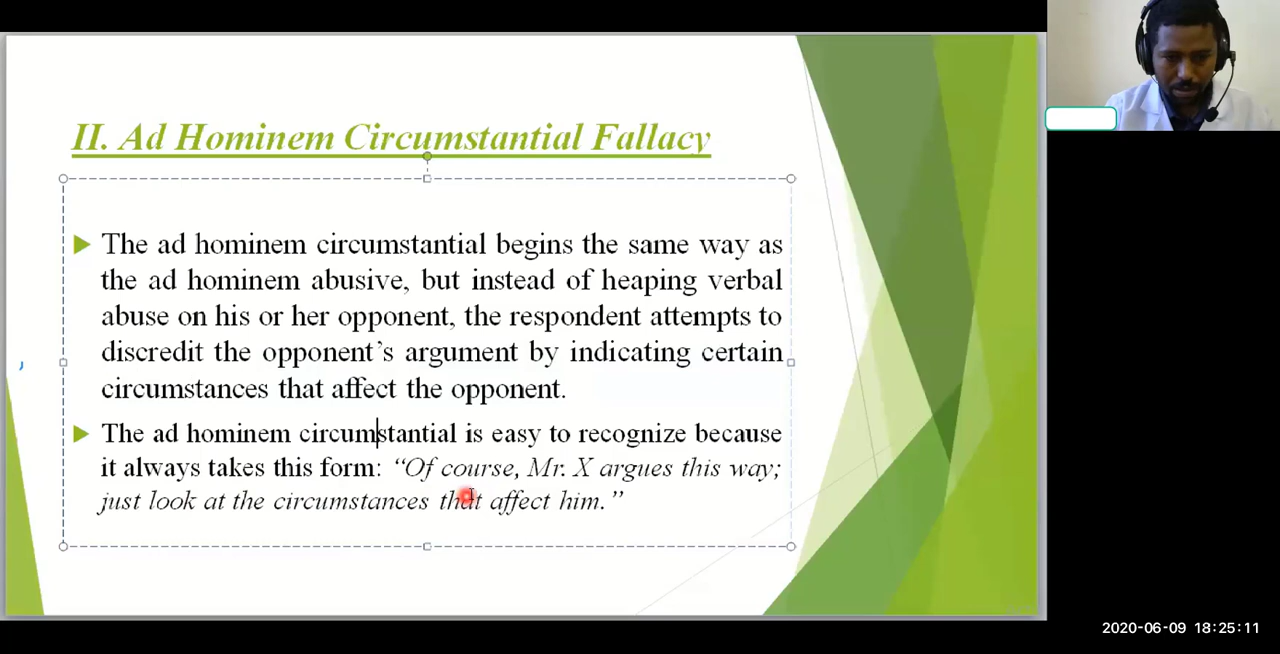 II. Ad Hominem Circumstantial Fallacy
The ad hominem circumstantial begins the same way as
the ad hominem abusive, but instead of heaping verbal
abuse on his or her opponent, the respondent attempts to
discredit the opponent’s argument by indicating certain
circumstances that affect the opponent.
The ad hominem circumstantial is easy to recognize because
it always takes this form: “Of course, Mr. X argues this way;
just look at the circumstances that affect him.”
2020-06-09 18:25:11